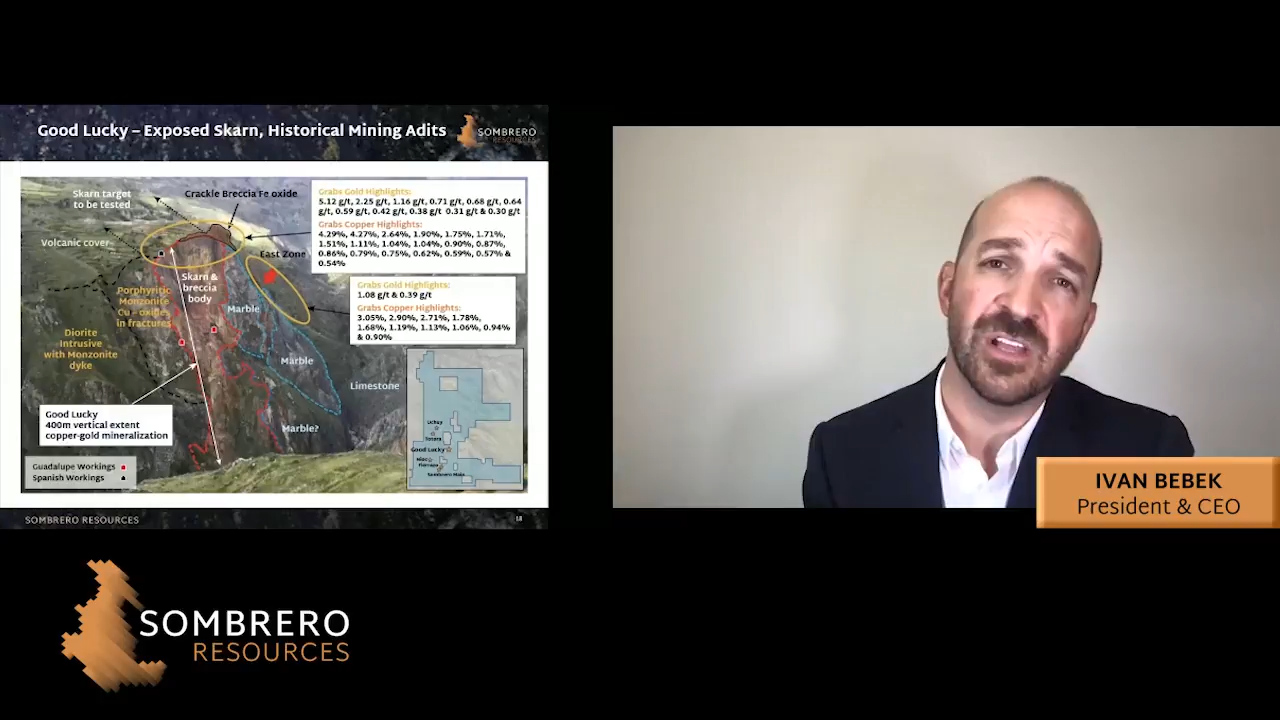 Good Lucky – Exposed Skarn, Historical Mining Adits
SOMBRERO
RESOURCES
Skarn target
to be tested
Crackle Breccia Fe oxide
Grabs Gold Highlights:
5.12 g/t, 2.25 g/t, 1.16 g/t, 0.71 g/t, 0.68 g/t, 0.64
g/t, 0.59 g/t, 0.42 g/t, 0.38 g/t 0.31 g/t & 0.30 g/t
Grabs Copper Highlights:
4.29%, 4.27%, 2.64%, 1.90%, 1.75%, 1.71%,
1.51%, 1.11%, 1.04%, 1.04%, 0.90%, 0.87%,
0.86%, 0.79%, 0.75%, 0.62%, 0.59%, 0.57% &
0.54%
Volcanic cover
East Zone
Skarn &
breccia
body
Grabs Gold Highlights:
1.08 g/t & 0.39 g/t
Grabs Copper Highlights:
3.05%, 2.90%, 2.71%, 1.78%,
1.68%, 1.19%, 1.13%, 1.06%, 0.94%
& 0.90%
Porphyritic
Monzonite
Cu – oxides
in fractures
Marble
Diorite
Intrusive
with Monzonite
dyke
Marble
Limestone
Good Lucky
400m vertical extent
copper-gold mineralization
Marble?
Uchuy
Good Lucky
Sombrero Main
Guadalupe Workings
Spanish Workings
SOMBRERO RESOURCES
18
IVAN BEBEK
President & CEO
SOMBRERO
RESOURCES